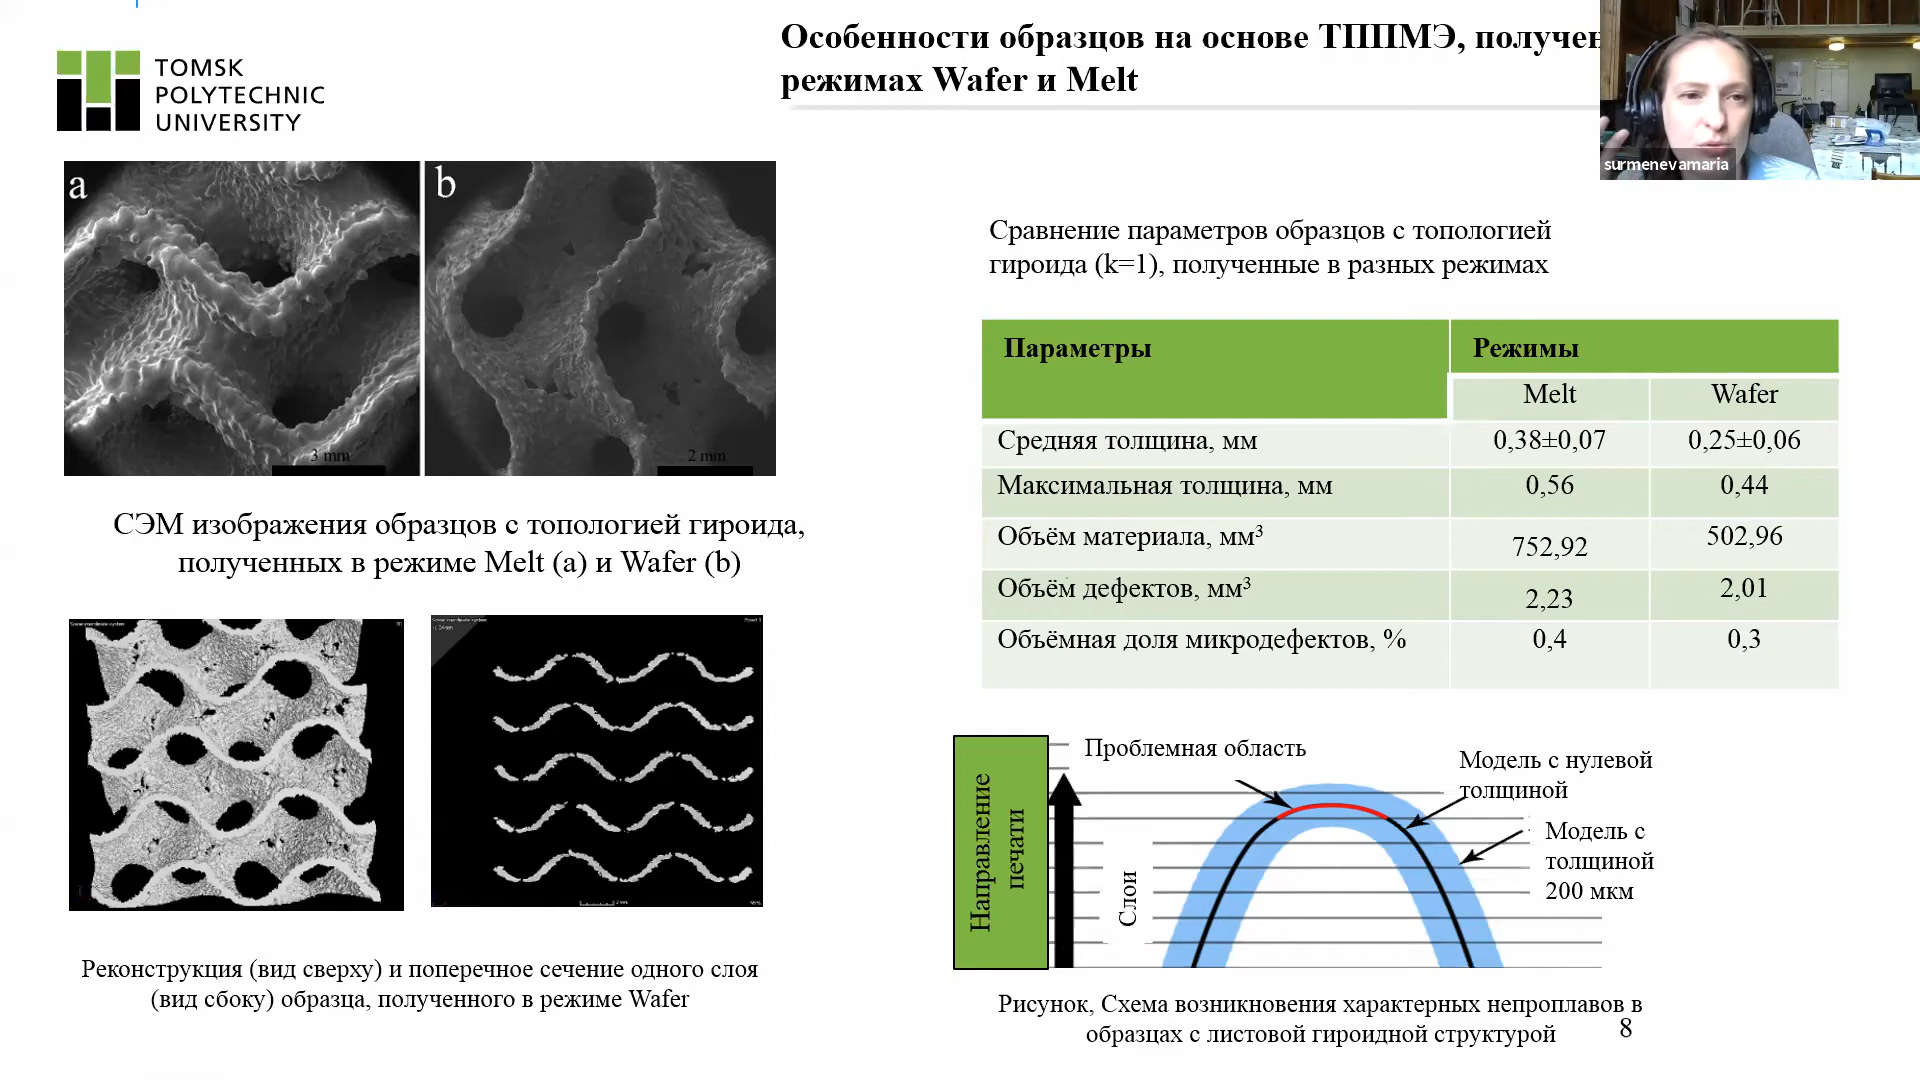 TOMSK
POLYTECHNIC
UNIVERSITY
Особенности образцов на основе ТППМЭ,
режимах Wafer и Melt
surmenevamaria
a
b
3 mm
2 mm
СЭМ изображения образцов с топологией гироида,
полученных в режиме Melt (a) и Wafer (b)
Реконструкция (вид сверху) и поперечное сечение одного слоя
(вид сбоку) образца, полученного в режиме Wafer
Сравнение параметров образцов с топологией
гироида (k=1), полученные в разных режимах
Параметры Режимы
Melt Wafer
Средняя толщина, мм 0,38±0,07 0,25±0,06
Максимальная толщина, мм 0,56 0,44
Объём материала, мм³ 752,92 502,96
Объём дефектов, мм³ 2,23 2,01
Объёмная доля микродефектов, % 0,4 0,3
Направление
печати
Слои
Проблемная область
Модель с нулевой
толщиной
Модель с
толщиной
200 мкм
Рисунок, Схема возникновения характерных непроплавов в
образцах с листовой гироидной структурой
8